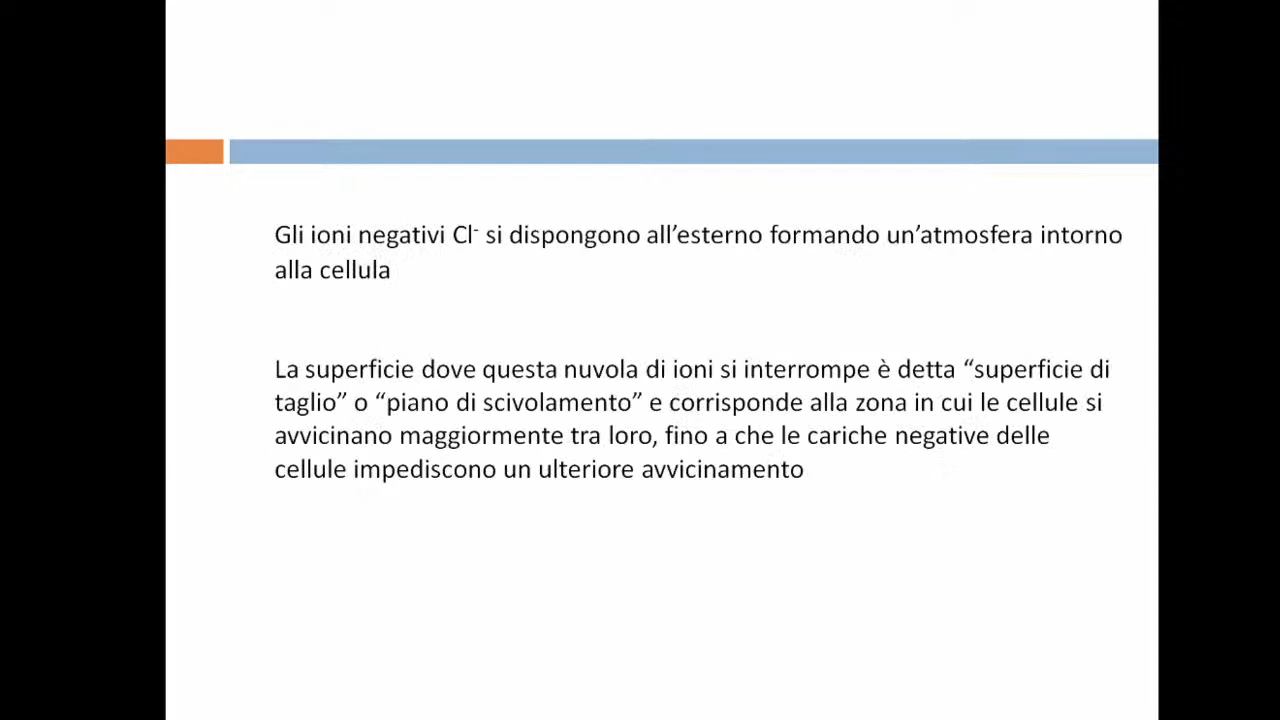 Gli ioni negativi Cl⁻ si dispongono all’esterno formando un’atmosfera intorno
alla cellula
La superficie dove questa nuvola di ioni si interrompe è detta “superficie di
taglio” o “piano di scivolamento” e corrisponde alla zona in cui le cellule si
avvicinano maggiormente tra loro, fino a che le cariche negative delle
cellule impediscono un ulteriore avvicinamento